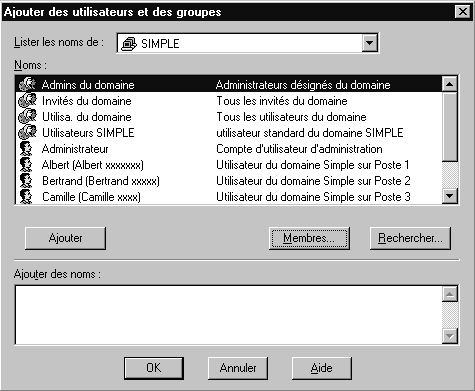 Ajouter des utilisateurs et des groupes
Lister les noms de : SIMPLE
Noms :
Admins du domaine Administrateurs désignés du domaine
Invités du domaine Tous les invités du domaine
Utilisa. du domaine Tous les utilisateurs du domaine
Utilisateurs SIMPLE utilisateur standard du domaine SIMPLE
Administrateur Compte d'utilisateur d'administration
Albert (Albert xxxxxxx) Utilisateur du domaine Simple sur Poste 1
Bertrand (Bertrand xxxxx) Utilisateur du domaine Simple sur Poste 2
Camille (Camille xxxx) Utilisateur du domaine Simple sur Poste 3
Ajouter Membres... Rechercher...
Ajouter des noms :
OK Annuler Aide